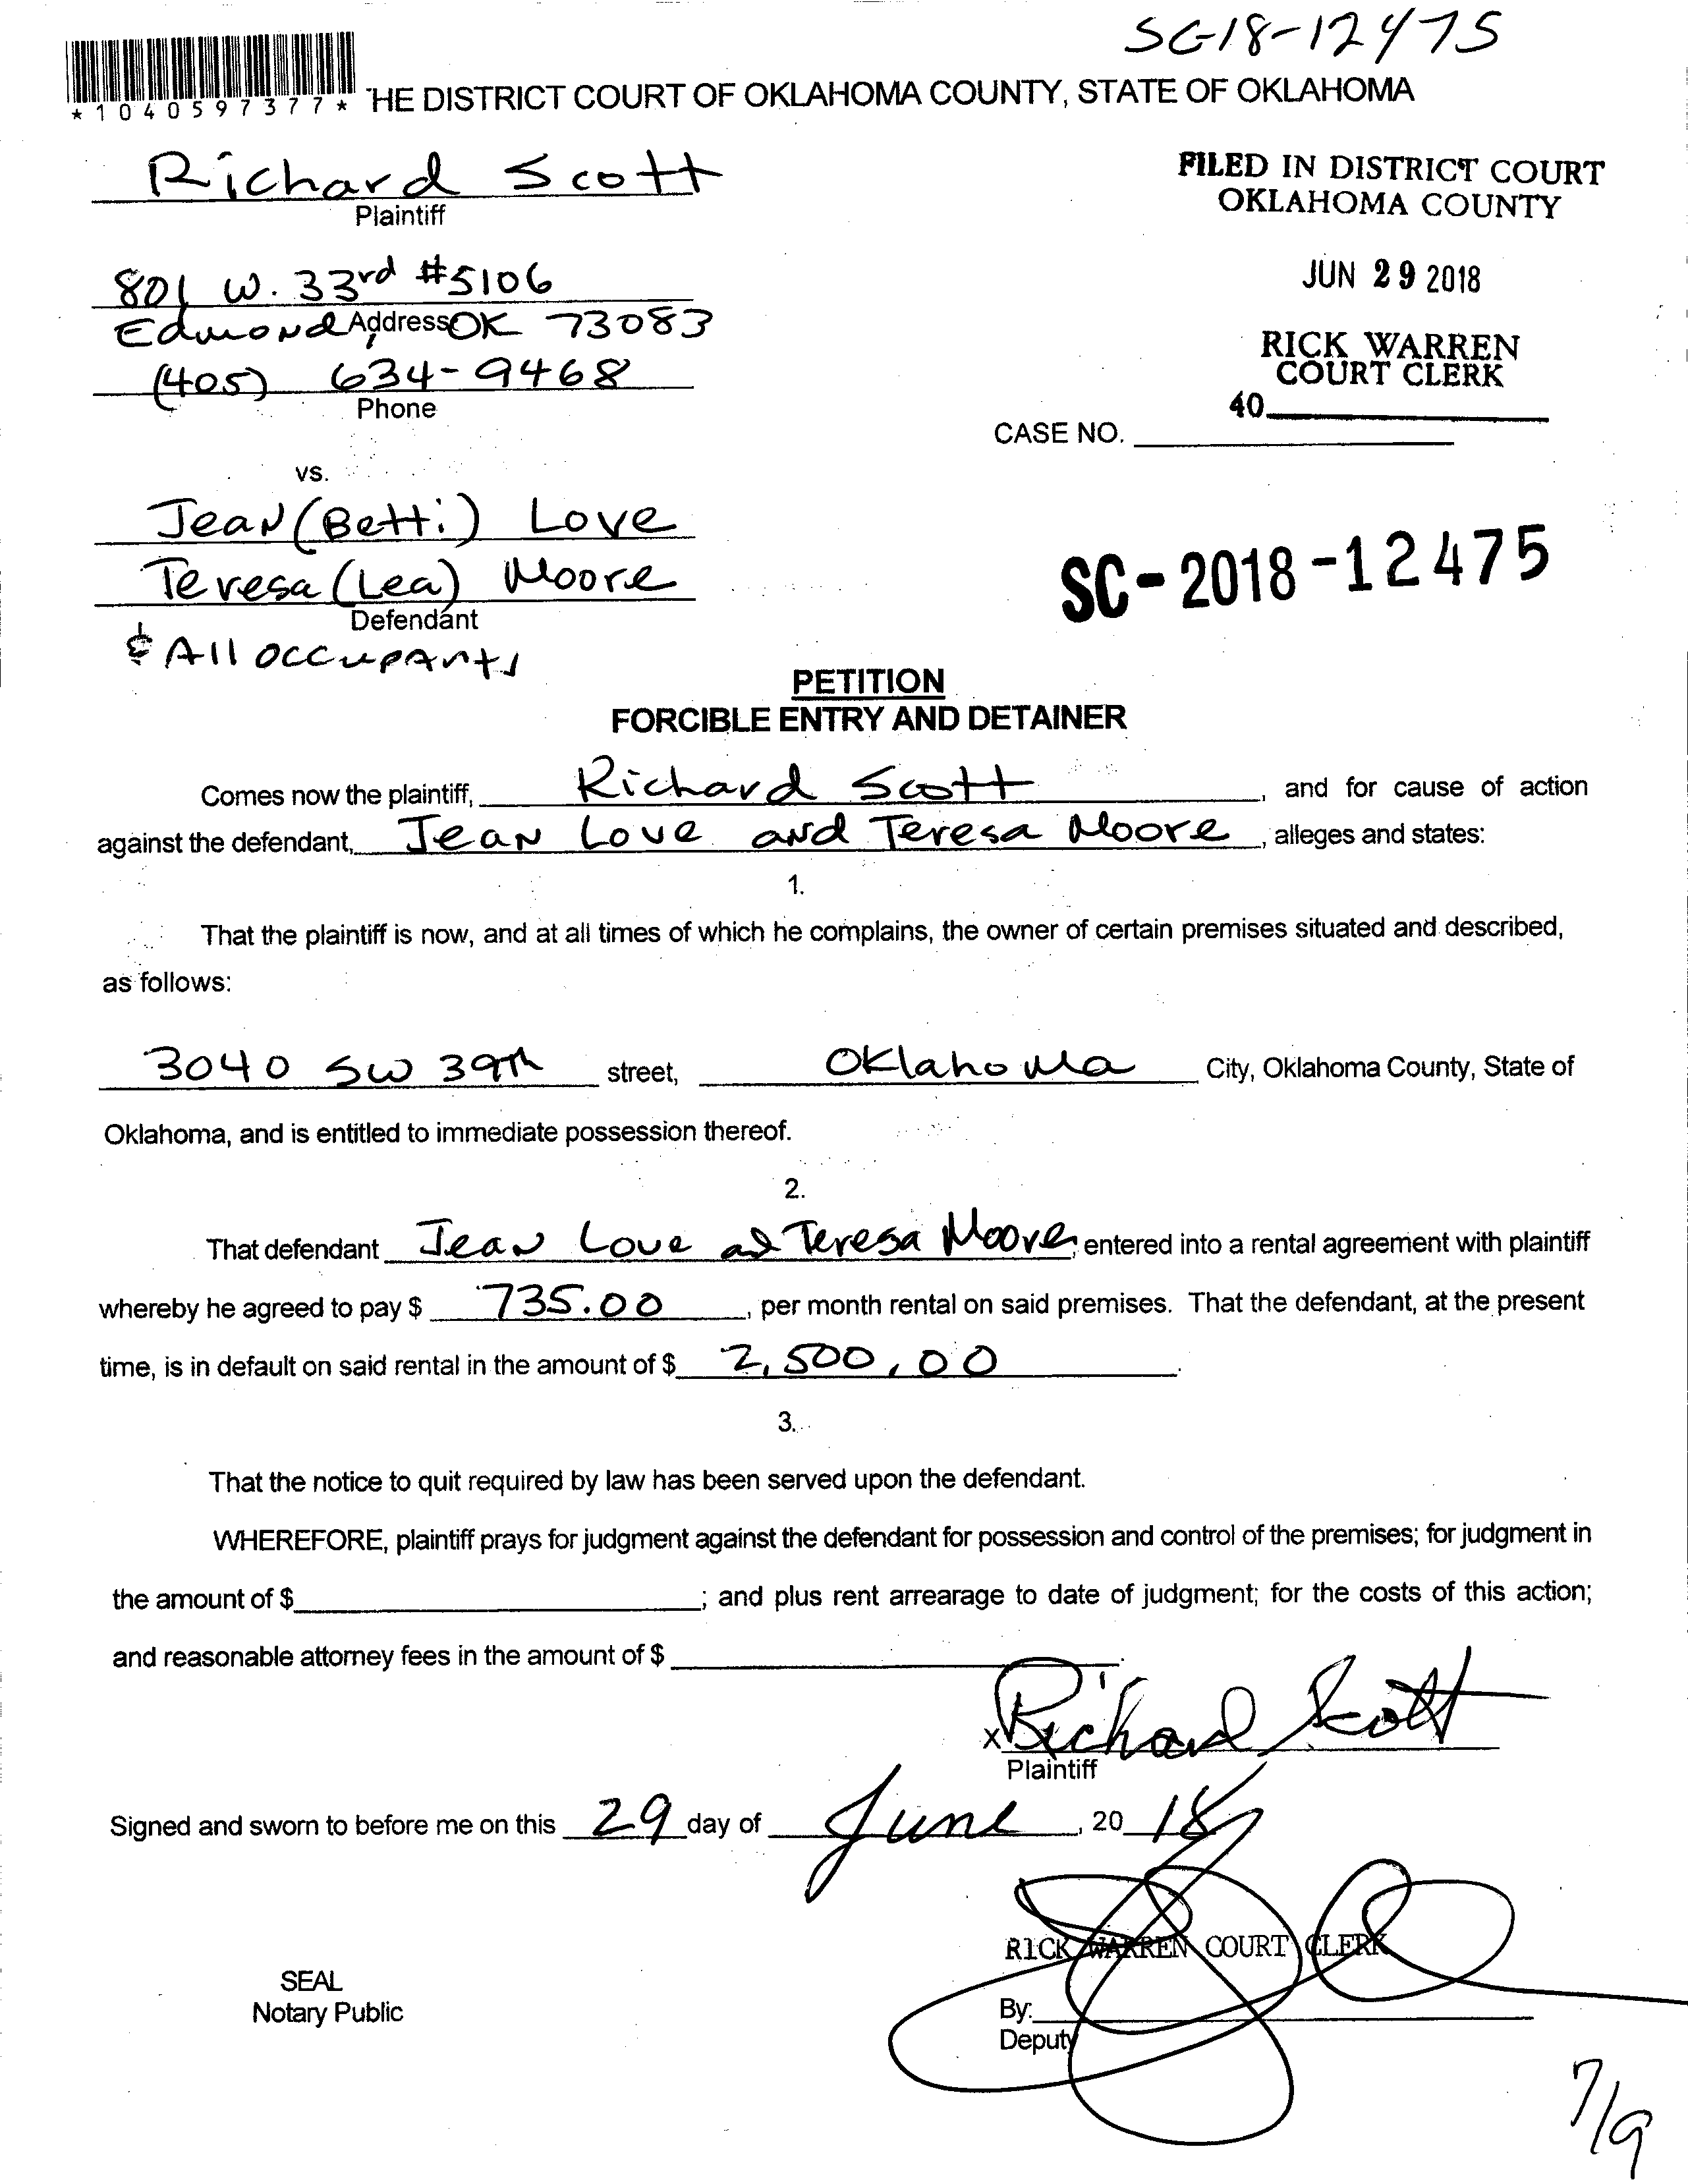 SC-18-12475
*1040597377*
HE DISTRICT COURT OF OKLAHOMA COUNTY, STATE OF OKLAHOMA
Richard Scott
Plaintiff
FILED IN DISTRICT COURT
OKLAHOMA COUNTY
801 W. 33rd #5106
JUN 29 2018
Address
Edmond, OK 73083
RICK WARREN
COURT CLERK
(405) 634-9468
Phone
40
CASE NO.
vs.
Jean (Betti) Love
Teresa (Lea) Moore
Defendant
& All occupants
SC-2018-12475
PETITION
FORCIBLE ENTRY AND DETAINER
Comes now the plaintiff, Richard Scott, and for cause of action
against the defendant, Jean Love and Teresa Moore, alleges and states:
1.
That the plaintiff is now, and at all times of which he complains, the owner of certain premises situated and described,
as follows:
3040 SW 39th street, Oklahoma City, Oklahoma County, State of
Oklahoma, and is entitled to immediate possession thereof.
2.
That defendant Jean Love ad Teresa Moore, entered into a rental agreement with plaintiff
whereby he agreed to pay $ 735.00, per month rental on said premises. That the defendant, at the present
time, is in default on said rental in the amount of $ 2,500,00.
3.
That the notice to quit required by law has been served upon the defendant.
WHEREFORE, plaintiff prays for judgment against the defendant for possession and control of the premises; for judgment in
the amount of $ ; and plus rent arrearage to date of judgment; for the costs of this action;
and reasonable attorney fees in the amount of $ .
X Richard Scott
Plaintiff
Signed and sworn to before me on this 29 day of June, 20 18
RICK WARREN COURT CLERK
SEAL
Notary Public
By:
Deputy
7/9